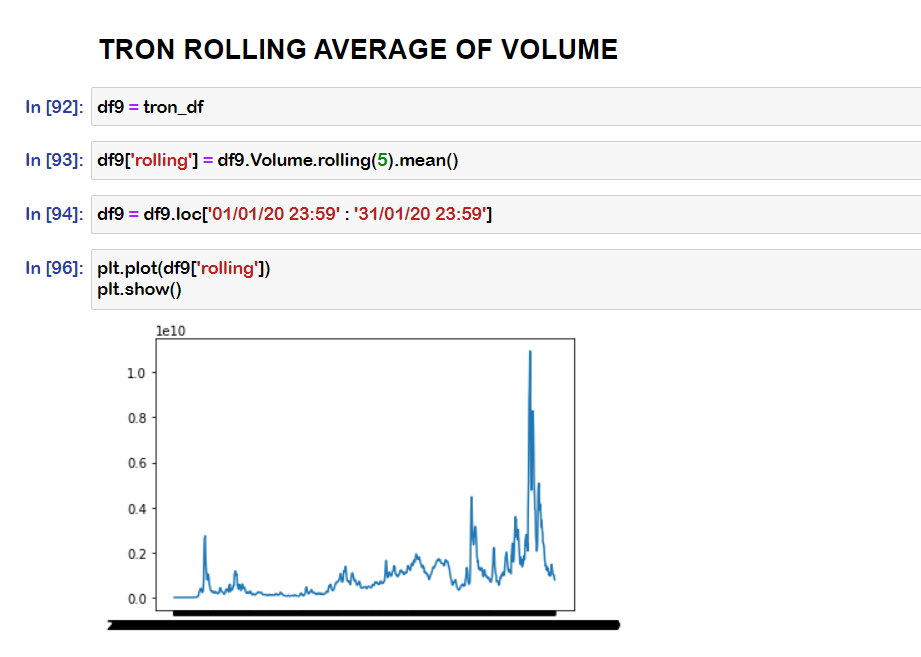 TRON ROLLING AVERAGE OF VOLUME
In [92]: df9 = tron_df
In [93]: df9['rolling'] = df9.Volume.rolling(5).mean()
In [94]: df9 = df9.loc['01/01/20 23:59' : '31/01/20 23:59']
In [96]: plt.plot(df9['rolling'])
plt.show()
1e10
1.0
0.8
0.6
0.4
0.2
0.0